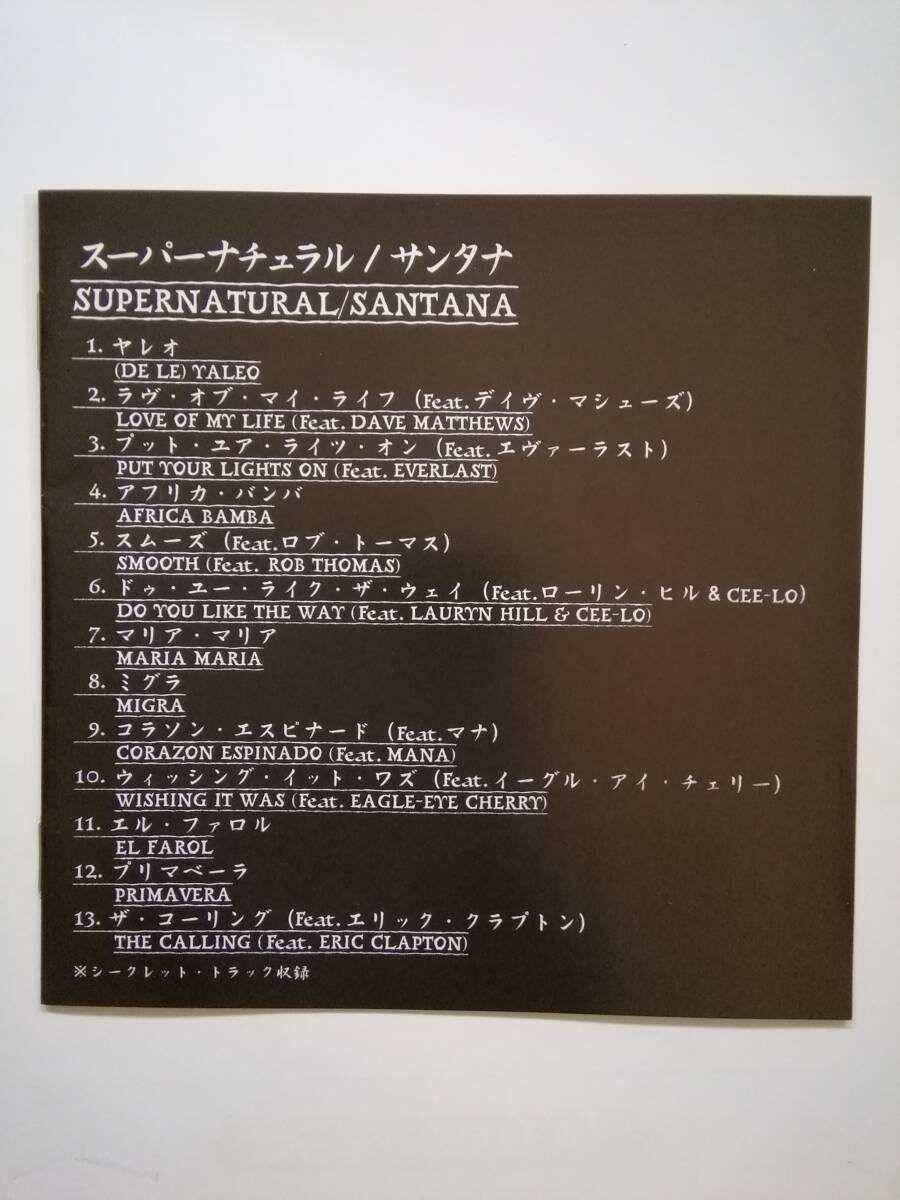 スーパーナチュラル / サンタナ
SUPERNATURAL/SANTANA
1. ヤレオ
(DE LE) YALEO
2. ラヴ・オブ・マイ・ライフ (Feat.デイヴ・マシューズ)
LOVE OF MY LIFE (Feat. DAVE MATTHEWS)
3. プット・ユア・ライツ・オン (Feat.エヴァーラスト)
PUT YOUR LIGHTS ON (Feat. EVERLAST)
4. アフリカ・バンバ
AFRICA BAMBA
5. スムーズ (Feat.ロブ・トーマス)
SMOOTH (Feat. ROB THOMAS)
6. ドゥ・ユー・ライク・ザ・ウェイ (Feat.ローリン・ヒル & CEE-LO)
DO YOU LIKE THE WAY (Feat. LAURYN HILL & CEE-LO)
7. マリア・マリア
MARIA MARIA
8. ミグラ
MIGRA
9. コラソン・エスピナード (Feat.マナ)
CORAZON ESPINADO (Feat. MANA)
10. ウィッシング・イット・ワズ (Feat.イーグル・アイ・チェリー)
WISHING IT WAS (Feat. EAGLE-EYE CHERRY)
11. エル・ファロル
EL FAROL
12. プリマベーラ
PRIMAVERA
13. ザ・コーリング (Feat.エリック・クラプトン)
THE CALLING (Feat. ERIC CLAPTON)
※シークレット・トラック収録